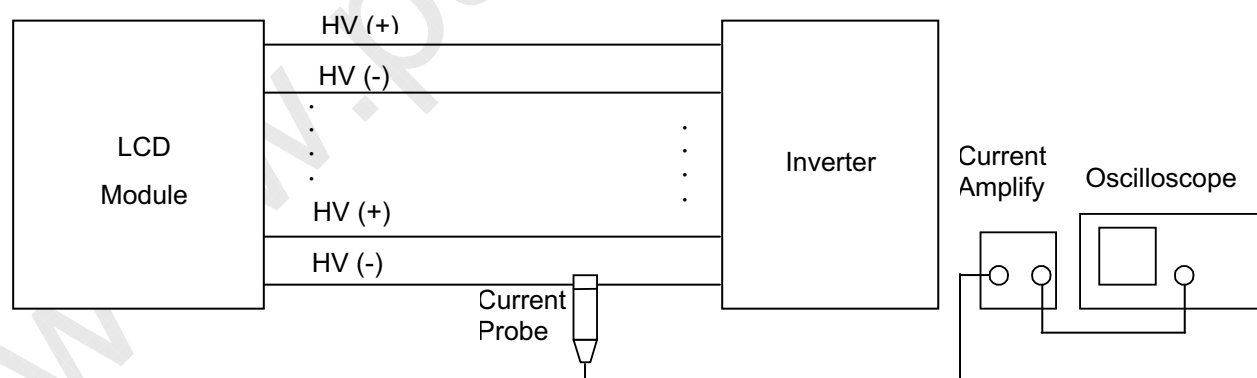 HV (+)
HV (-)
LCD
Module
Inverter
HV (+)
HV (-)
Current
Probe
Current
Amplify
Oscilloscope
w.p
w